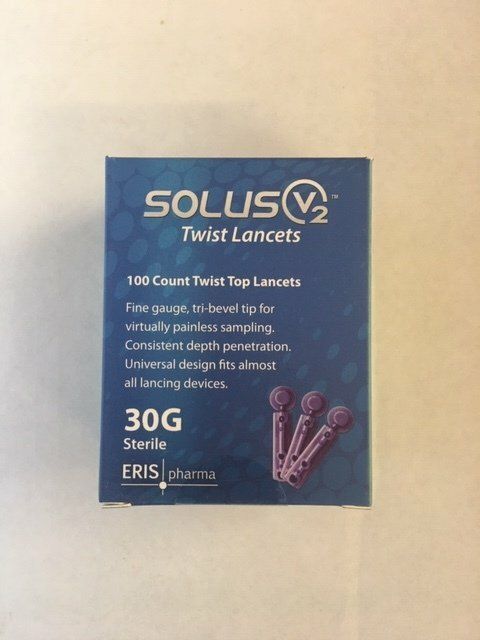 SOLUS V2™
Twist Lancets
100 Count Twist Top Lancets
Fine gauge, tri-bevel tip for
virtually painless sampling.
Consistent depth penetration.
Universal design fits almost
all lancing devices.
30G
Sterile
ERIS pharma